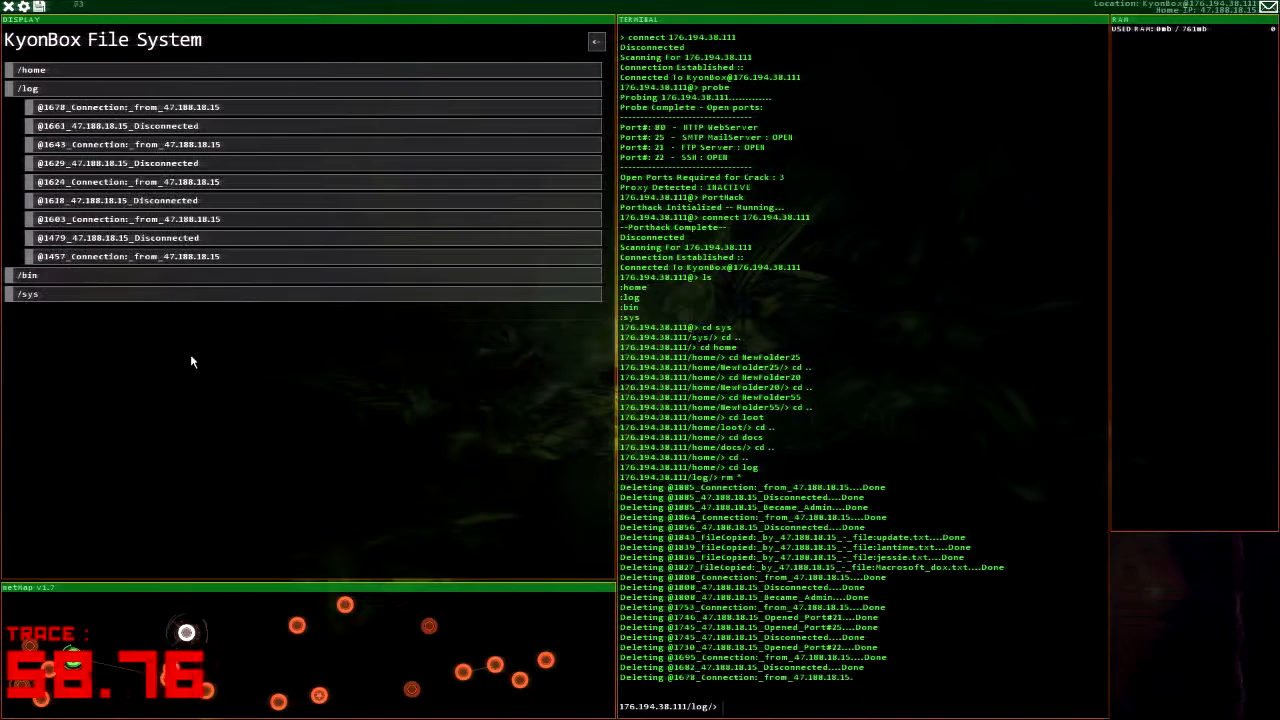 Location: KyonBox@176.194.38.111
Home IP: 47.188.18.15
DISPLAY
KyonBox File System
<-
/home
/log
@1678_Connection:_from_47.188.18.15
@1661_47.188.18.15_Disconnected
@1643_Connection:_from_47.188.18.15
@1629_47.188.18.15_Disconnected
@1624_Connection:_from_47.188.18.15
@1618_47.188.18.15_Disconnected
@1603_Connection:_from_47.188.18.15
@1479_47.188.18.15_Disconnected
@1457_Connection:_from_47.188.18.15
/bin
/sys
netMap v1.7
TRACE :
58.76
TERMINAL
> connect 176.194.38.111
Disconnected
Scanning For 176.194.38.111
Connection Established ::
Connected To KyonBox@176.194.38.111
176.194.38.111@> probe
Probing 176.194.38.111.............
Probe Complete - Open ports:
---------------------------------
Port#: 80 - HTTP WebServer
Port#: 25 - SMTP MailServer : OPEN
Port#: 21 - FTP Server : OPEN
Port#: 22 - SSH : OPEN
---------------------------------
Open Ports Required for Crack : 3
Proxy Detected : INACTIVE
176.194.38.111@> PortHack
Porthack Initialized -- Running...
176.194.38.111@> connect 176.194.38.111
--Porthack Complete--
Disconnected
Scanning For 176.194.38.111
Connection Established ::
Connected To KyonBox@176.194.38.111
176.194.38.111@> ls
:home
:log
:bin
:sys
176.194.38.111@> cd sys
176.194.38.111/sys/> cd ..
176.194.38.111/> cd home
176.194.38.111/home/> cd NewFolder25
176.194.38.111/home/NewFolder25/> cd ..
176.194.38.111/home/> cd NewFolder20
176.194.38.111/home/NewFolder20/> cd ..
176.194.38.111/home/> cd NewFolder55
176.194.38.111/home/NewFolder55/> cd ..
176.194.38.111/home/> cd loot
176.194.38.111/home/loot/> cd ..
176.194.38.111/home/> cd docs
176.194.38.111/home/docs/> cd ..
176.194.38.111/home/> cd ..
176.194.38.111/home/> cd log
176.194.38.111/log/> rm *
Deleting @1885_Connection:_from_47.188.18.15....Done
Deleting @1885_47.188.18.15_Disconnected....Done
Deleting @1885_47.188.18.15_Became_Admin....Done
Deleting @1864_Connection:_from_47.188.18.15....Done
Deleting @1856_47.188.18.15_Disconnected....Done
Deleting @1843_FileCopied:_by_47.188.18.15_-_file:update.txt....Done
Deleting @1839_FileCopied:_by_47.188.18.15_-_file:lantime.txt....Done
Deleting @1836_FileCopied:_by_47.188.18.15_-_file:jessie.txt....Done
Deleting @1827_FileCopied:_by_47.188.18.15_-_file:Macrosoft_dox.txt....Done
Deleting @1808_Connection:_from_47.188.18.15....Done
Deleting @1808_47.188.18.15_Disconnected....Done
Deleting @1808_47.188.18.15_Became_Admin....Done
Deleting @1753_Connection:_from_47.188.18.15....Done
Deleting @1746_47.188.18.15_Opened_Port#21....Done
Deleting @1745_47.188.18.15_Opened_Port#25....Done
Deleting @1745_47.188.18.15_Disconnected....Done
Deleting @1730_47.188.18.15_Opened_Port#22....Done
Deleting @1695_Connection:_from_47.188.18.15....Done
Deleting @1682_47.188.18.15_Disconnected....Done
Deleting @1678_Connection:_from_47.188.18.15.
176.194.38.111/log/>
RAM
USED RAM: 0mb / 761mb 0